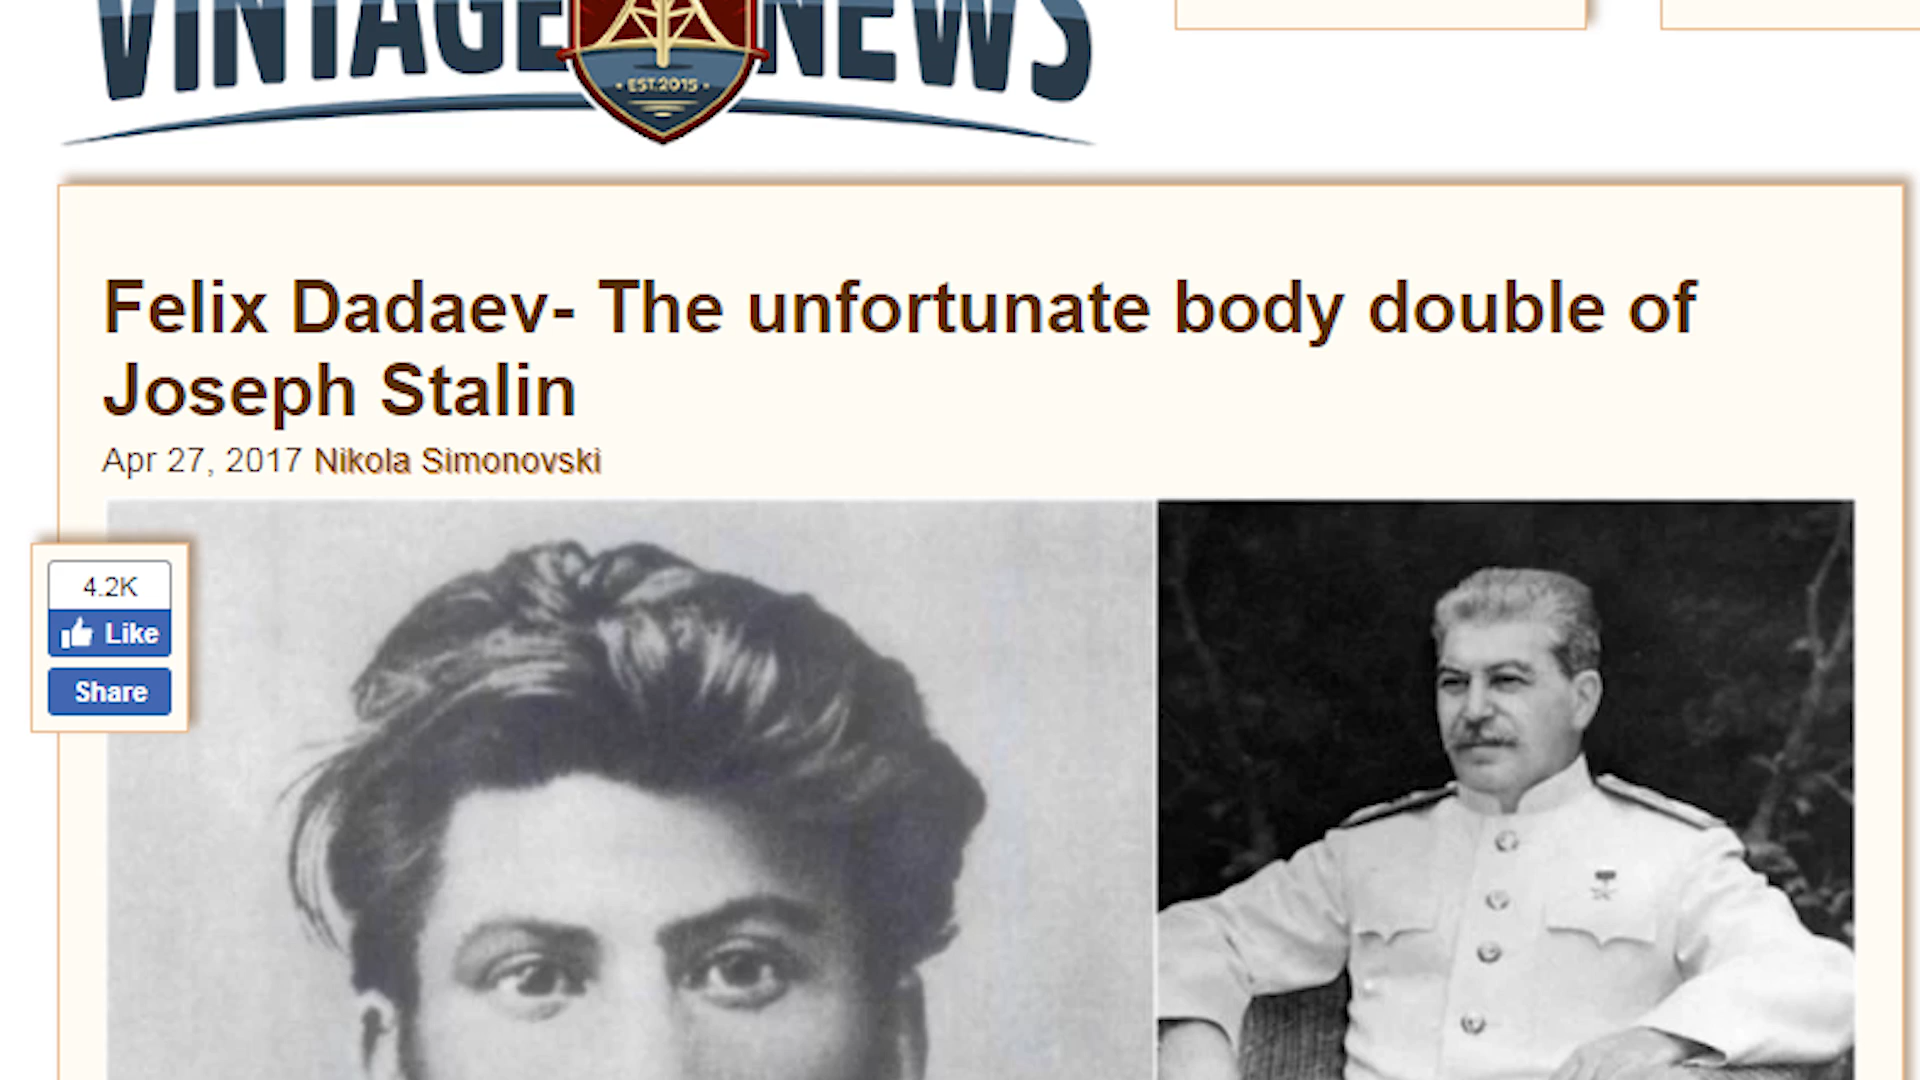 VINTAGE NEWS
· EST.2015 ·
Felix Dadaev- The unfortunate body double of
Joseph Stalin
Apr 27, 2017 Nikola Simonovski
4.2K
Like
Share